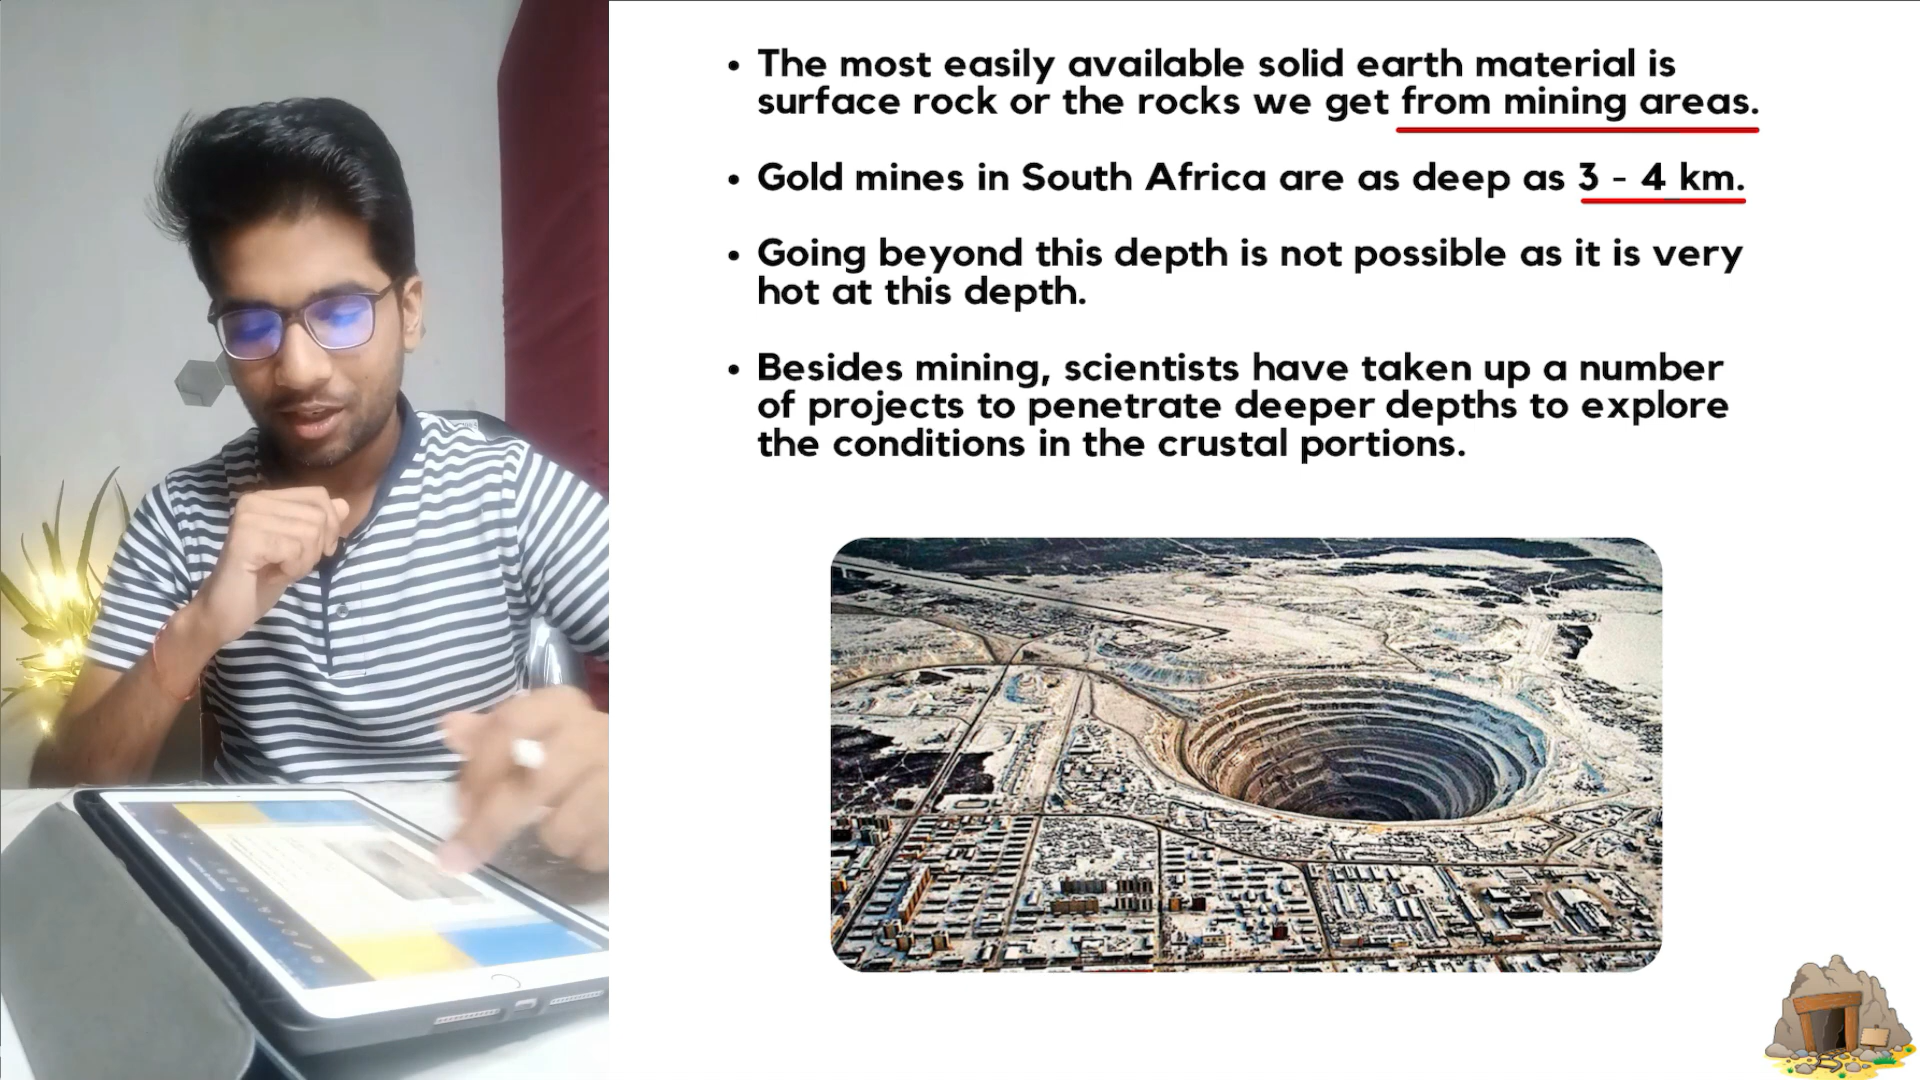 • The most easily available solid earth material is
surface rock or the rocks we get from mining areas.
• Gold mines in South Africa are as deep as 3 - 4 km.
• Going beyond this depth is not possible as it is very
hot at this depth.
• Besides mining, scientists have taken up a number
of projects to penetrate deeper depths to explore
the conditions in the crustal portions.